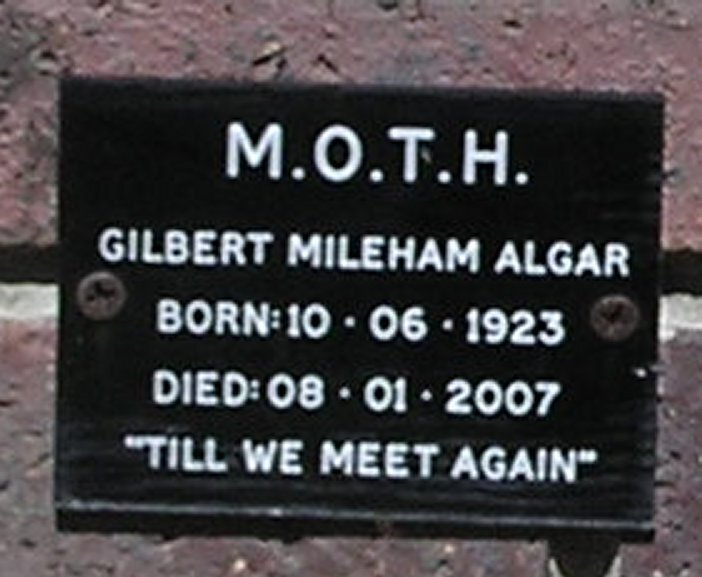 M.O.T.H.
GILBERT MILEHAM ALGAR
BORN: 10 · 06 · 1923
DIED: 08 · 01 · 2007
"TILL WE MEET AGAIN"